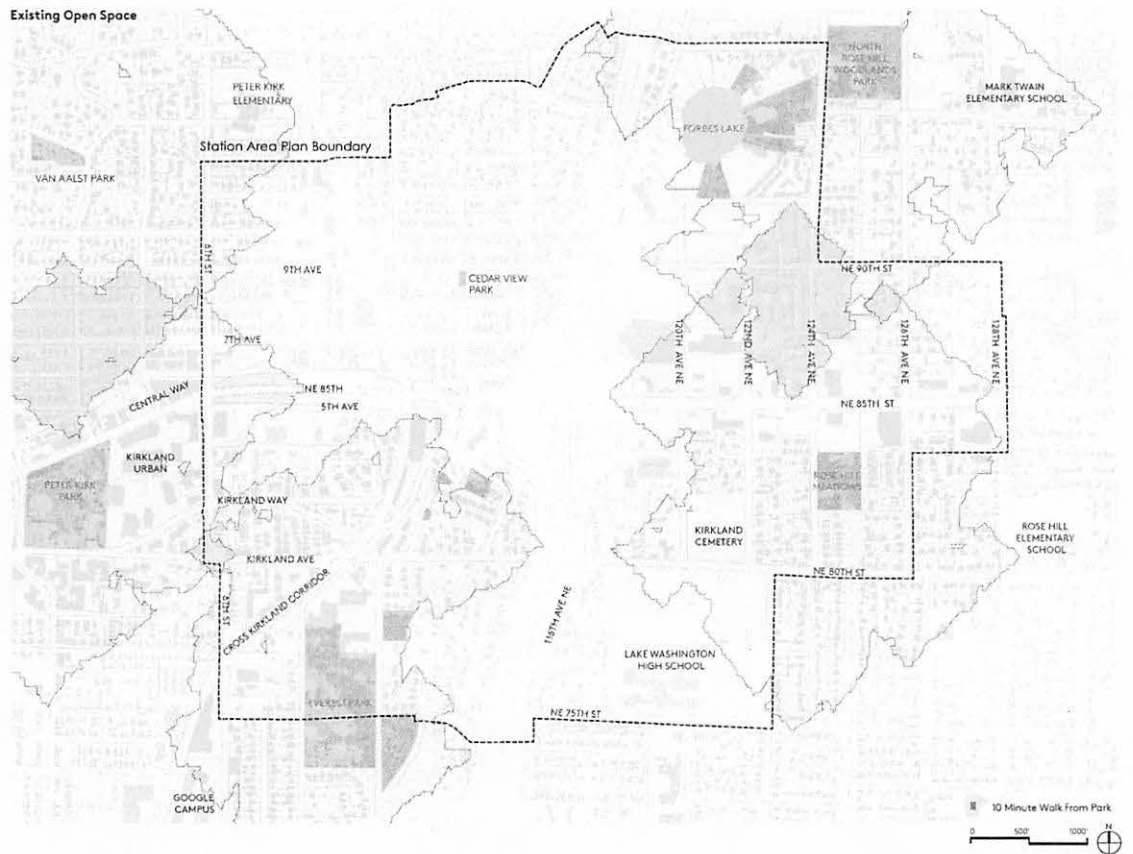 Existing Open Space
PETER KIRK
ELEMENTARY
NORTH
ROSE HILL
WOODLANDS
PARK
MARK TWAIN
ELEMENTARY SCHOOL
FORBES LAKE
Station Area Plan Boundary
VAN AALST PARK
6TH ST
9TH AVE
CEDAR VIEW
PARK
NE 90TH ST
120TH AVE NE
122ND AVE NE
124TH AVE NE
126TH AVE NE
128TH AVE NE
7TH AVE
CENTRAL WAY
NE 85TH
5TH AVE
NE 85TH ST
KIRKLAND
URBAN
PETER KIRK
PARK
ROSE HILL
MEADOWS
KIRKLAND WAY
KIRKLAND
CEMETERY
ROSE HILL
ELEMENTARY
SCHOOL
KIRKLAND AVE
NE 80TH ST
6TH ST
CROSS KIRKLAND CORRIDOR
116TH AVE NE
LAKE WASHINGTON
HIGH SCHOOL
EVEREST PARK
NE 75TH ST
GOOGLE
CAMPUS
10 Minute Walk From Park
0 500' 1000'
N